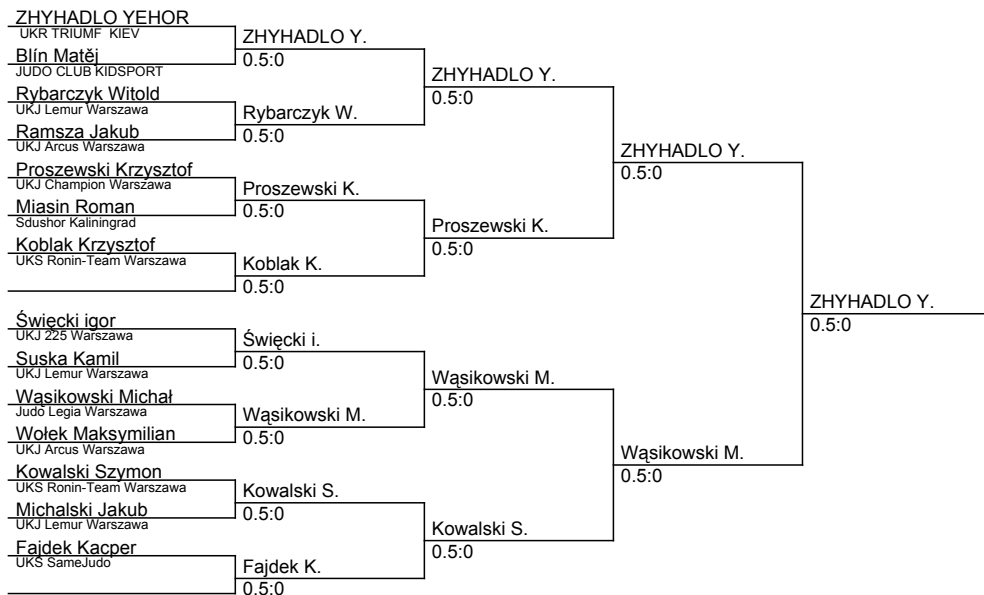 ZHYHADLO YEHOR
UKR TRIUMF  KIEV
Blín Matěj
JUDO CLUB KIDSPORT
Rybarczyk Witold
UKJ Lemur Warszawa
Ramsza Jakub
UKJ Arcus Warszawa
Proszewski Krzysztof
UKJ Champion Warszawa
Miasin Roman
Sdushor Kaliningrad
Koblak Krzysztof
UKS Ronin-Team Warszawa
Święcki igor
UKJ 225 Warszawa
Suska Kamil
UKJ Lemur Warszawa
Wąsikowski Michał
Judo Legia Warszawa
Wołek Maksymilian
UKJ Arcus Warszawa
Kowalski Szymon
UKS Ronin-Team Warszawa
Michalski Jakub
UKJ Lemur Warszawa
Fajdek Kacper
UKS SameJudo
ZHYHADLO Y.
0.5:0
Rybarczyk W.
0.5:0
Proszewski K.
0.5:0
Koblak K.
0.5:0
Święcki i.
0.5:0
Wąsikowski M.
0.5:0
Kowalski S.
0.5:0
Fajdek K.
0.5:0
ZHYHADLO Y.
0.5:0
Proszewski K.
0.5:0
Wąsikowski M.
0.5:0
Kowalski S.
0.5:0
ZHYHADLO Y.
0.5:0
Wąsikowski M.
0.5:0
ZHYHADLO Y.
0.5:0